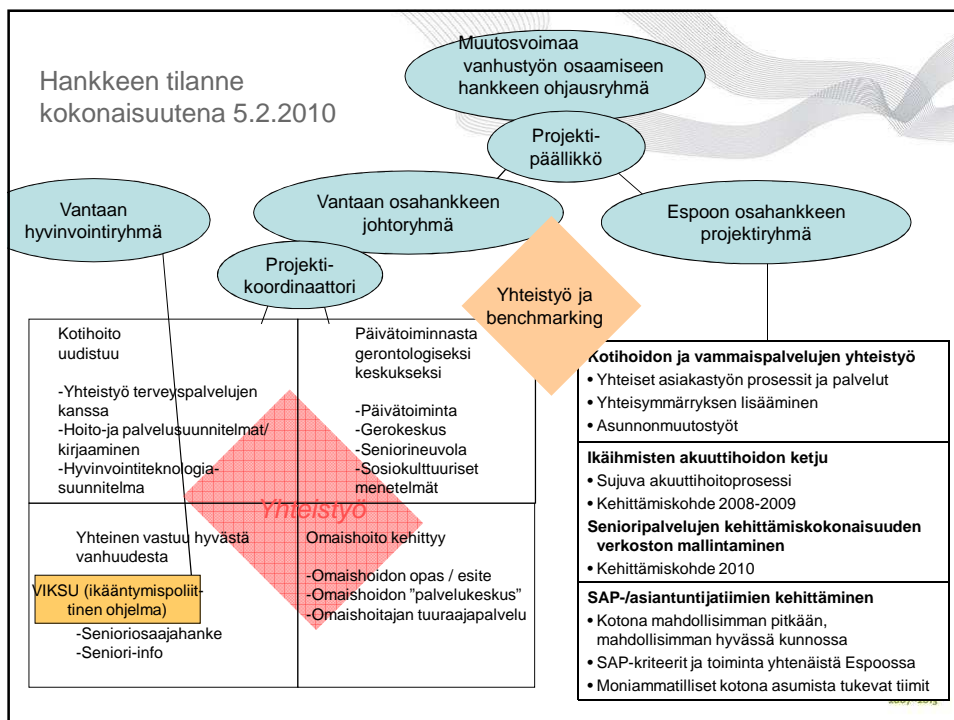 Hankkeen tilanne
kokonaisuutena 5.2.2010
Muutosvoimaa
vanhustyön osaamiseen
hankkeen ohjausryhmä
Projekti-
päällikkö
Vantaan
hyvinvointiryhmä
Vantaan osahankkeen
johtoryhmä
Espoon osahankkeen
projektiryhmä
Projekti-
koordinaattori
Yhteistyö ja
benchmarking
Kotihoito
uudistuu
-Yhteistyö terveyspalvelujen
kanssa
-Hoito-ja palvelusuunnitelmat/
kirjaaminen
-Hyvinvointiteknologia-
suunnitelma
Päivätoiminnasta
gerontologiseksi
keskukseksi
-Päivätoiminta
-Gerokeskus
-Seniorineuvola
-Sosiokulttuuriset
menetelmät
Yhteistyö
Yhteinen vastuu hyvästä
vanhuudesta
VIKSU (ikääntymispoliit-
tinen ohjelma)
-Senioriosaajahanke
-Seniori-info
Omaishoito kehittyy
-Omaishoidon opas / esite
-Omaishoidon "palvelukeskus"
-Omaishoitajan tuuraajapalvelu
Kotihoidon ja vammaispalvelujen yhteistyö
• Yhteiset asiakastyön prosessit ja palvelut
• Yhteisymmärryksen lisääminen
• Asunnonmuutostyöt
Ikäihmisten akuuttihoidon ketju
• Sujuva akuuttihoitoprosessi
• Kehittämiskohde 2008-2009
Senioripalvelujen kehittämiskokonaisuuden
verkoston mallintaminen
• Kehittämiskohde 2010
SAP-/asiantuntijatiimien kehittäminen
• Kotona mahdollisimman pitkään,
mahdollisimman hyvässä kunnossa
• SAP-kriteerit ja toiminta yhtenäistä Espoossa
• Moniammatilliset kotona asumista tukevat tiimit